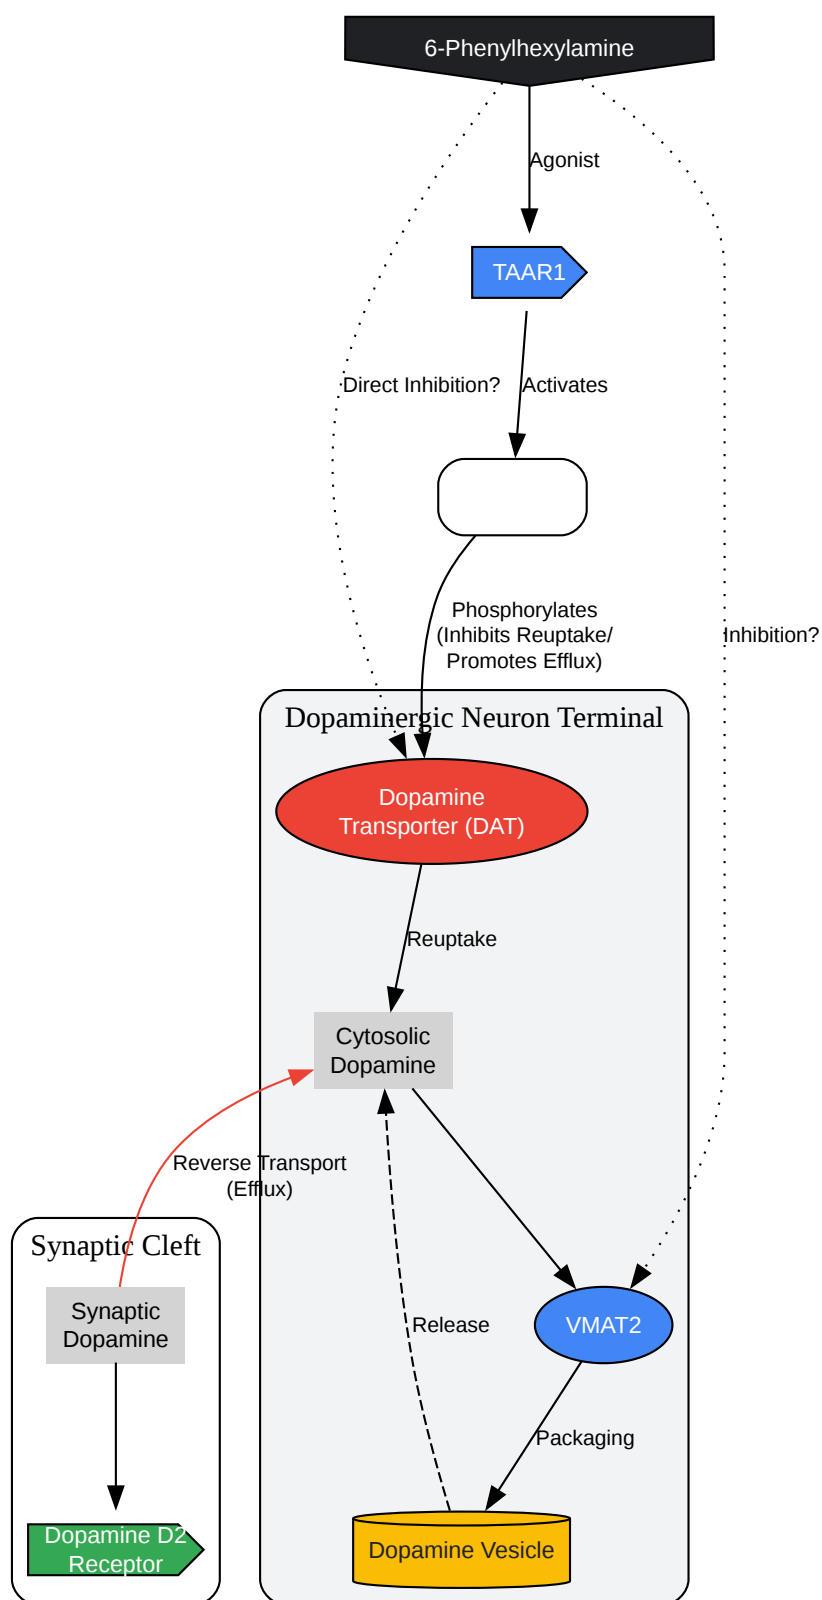 6-Phenylhexylamine
Agonist
TAAR1
Direct Inhibition?
Activates
Phosphorylates
(Inhibits Reuptake/
Promotes Efflux)
Inhibition?
Dopaminergic Neuron Terminal
Dopamine
Transporter (DAT)
Reuptake
Cytosolic
Dopamine
Reverse Transport
(Efflux)
Synaptic Cleft
Synaptic
Dopamine
Release
VMAT2
Packaging
Dopamine D2
Receptor
Dopamine Vesicle